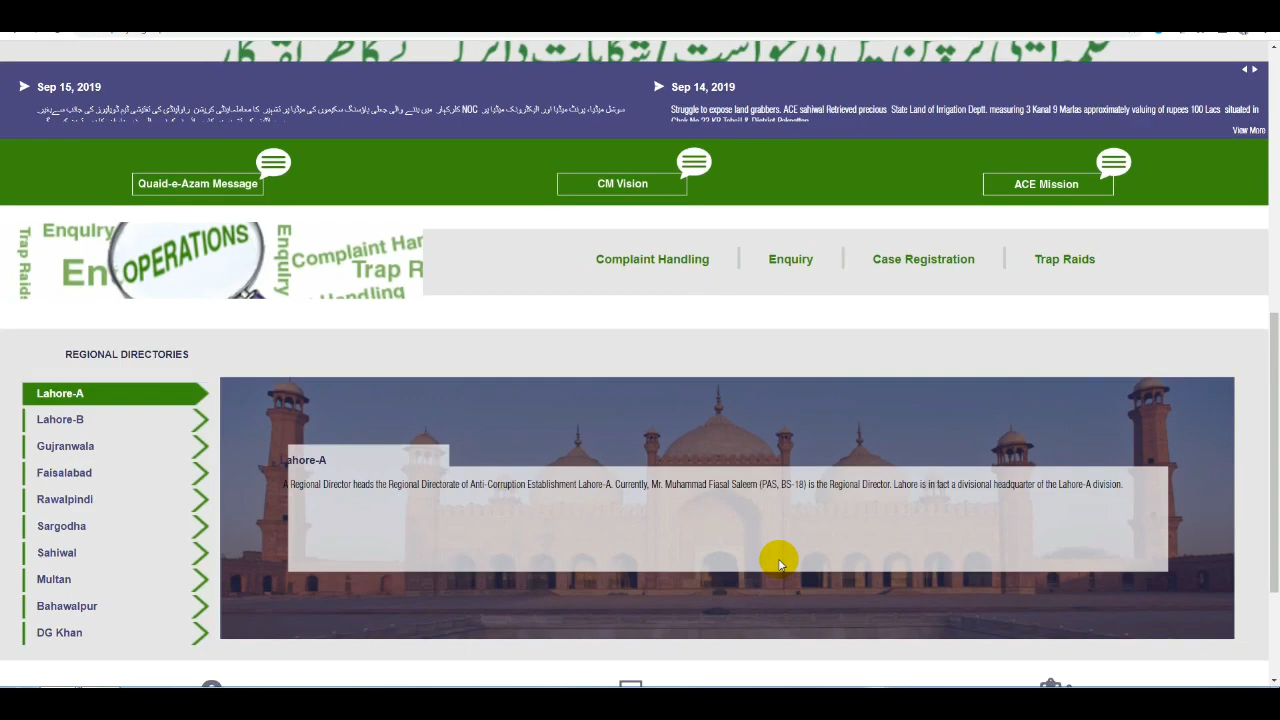 Sep 15, 2019
Sep 14, 2019
Struggle to expose land grabbers. ACE sahiwal Retrieved precious State Land of Irrigation Deptt. measuring 3 Kanal 9 Marlas approximately valuing of rupees 100 Lacs situated in
View More
Quaid-e-Azam Message
CM Vision
ACE Mission
Enquiry
Trap Raids
OPERATIONS
Enquiry
Complaint Han
Trap R
En
Handling
Complaint Handling
Enquiry
Case Registration
Trap Raids
REGIONAL DIRECTORIES
Lahore-A
Lahore-B
Gujranwala
Faisalabad
Rawalpindi
Sargodha
Sahiwal
Multan
Bahawalpur
DG Khan
Lahore-A
A Regional Director heads the Regional Directorate of Anti-Corruption Establishment Lahore-A. Currently, Mr. Muhammad Fiasal Saleem (PAS, BS-18) is the Regional Director. Lahore is in fact a divisional headquarter of the Lahore-A division.